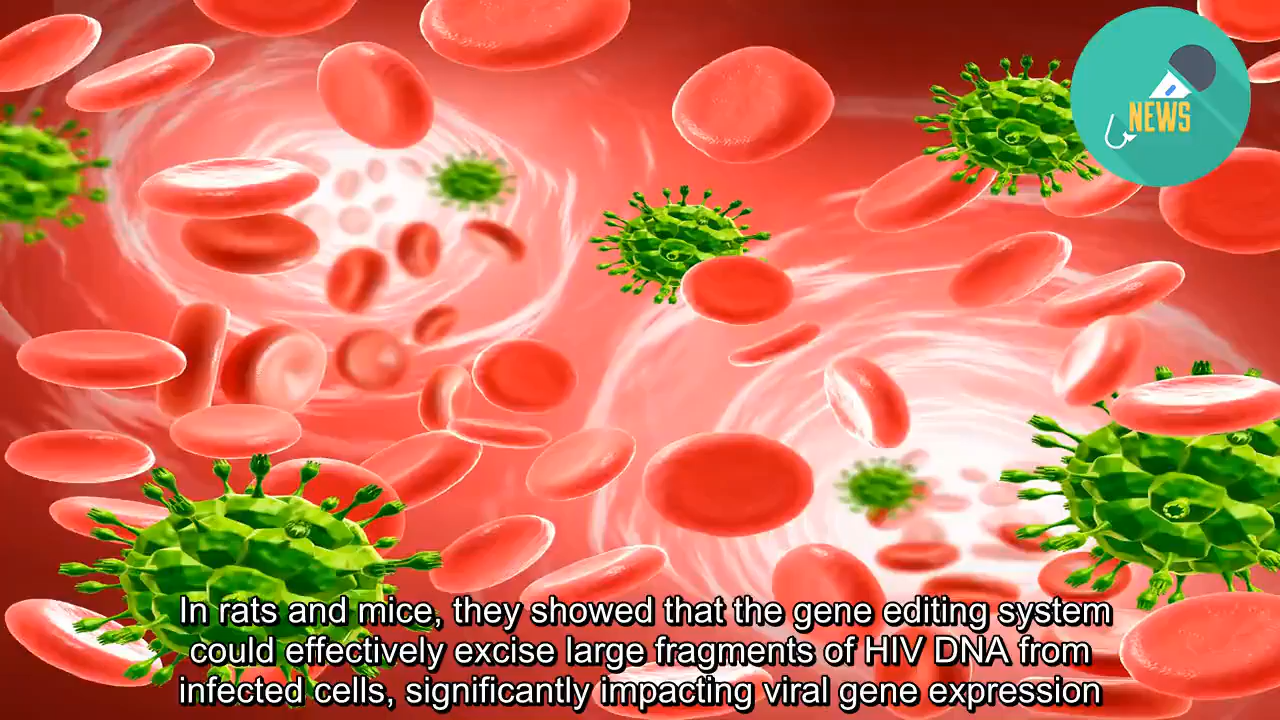 NEWS
In rats and mice, they showed that the gene editing system
could effectively excise large fragments of HIV DNA from
infected cells, significantly impacting viral gene expression